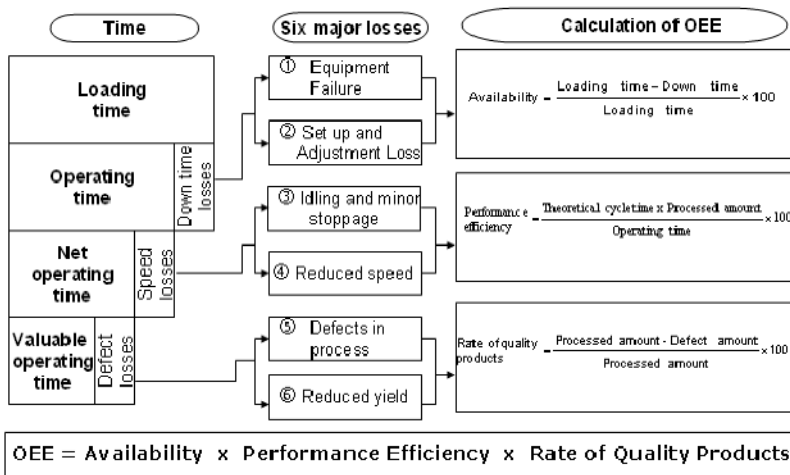 Time
Six major losses
Calculation of OEE
Loading
time
Operating
time
Down time
losses
Net
operating
time
Speed
losses
Valuable
operating
time
Defect
losses
① Equipment
Failure
② Set up and
Adjustment Loss
③ Idling and minor
stoppage
④ Reduced speed
⑤ Defects in
process
⑥ Reduced yield
Availability = Loading time – Down time / Loading time × 100
Performance
efficiency = Theoretical cycletime x Processed amount / Operating time ×100
Rate of quality
products = Processed amount - Defect amount / Processed amount ×100
OEE = Availability x Performance Efficiency x Rate of Quality Products